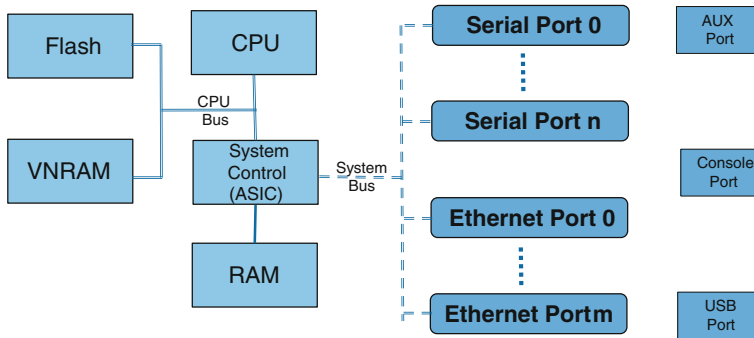 Flash
CPU
Serial Port 0
AUX
Port
CPU
Bus
Serial Port n
VNRAM
System
Control
(ASIC)
System
Bus
Console
Port
Ethernet Port 0
RAM
Ethernet Port m
USB
Port